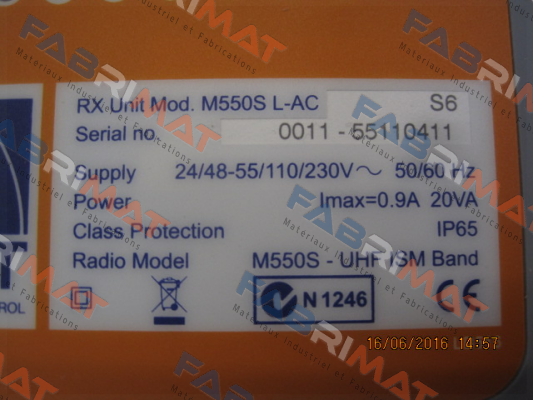 RX Unit Mod. M550S L-AC S6
Serial no. 0011 - 55110411
Supply 24/48-55/110/230V~ 50/60 Hz
Power Imax=0.9A 20VA
Class Protection IP65
Radio Model M550S - UHF ISM Band
N 1246
CE
ROL
16/06/2016 14:57
FABRIMAT
Materiaux Industriel et Fabrications